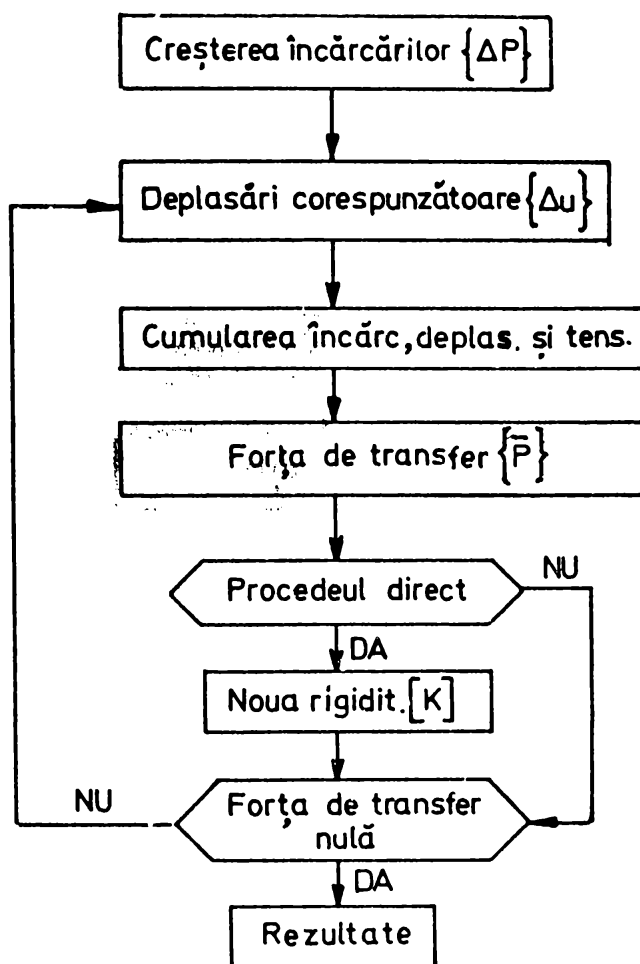 Creșterea încărcărilor {ΔP}
Deplasări corespunzătoare {Δu}
Cumularea încărc, deplas. și tens.
Forța de transfer {P̄}
Procedeul direct
NU
DA
Noua rigidit. [K]
NU
Forța de transfer
nulă
DA
Rezultate